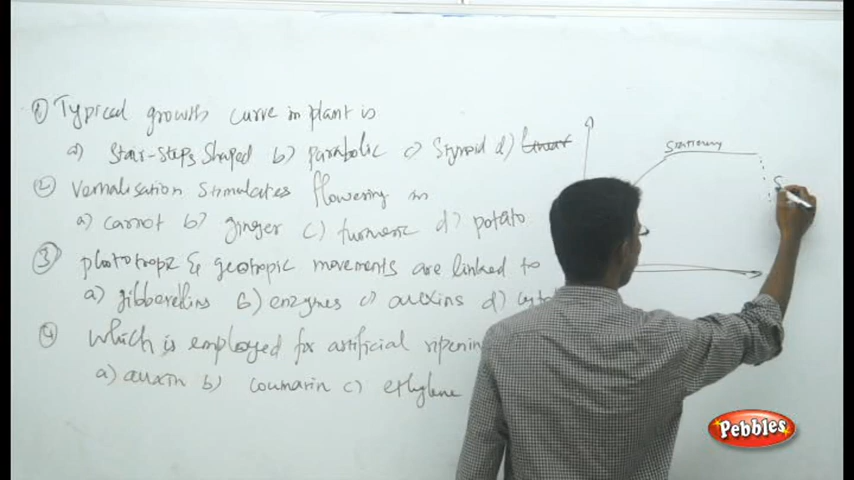 ① Typical growth curve in plant is
a) Stair-Steps Shaped b) parabolic c) Sigmoid d) Linear
② Vernalisation Stimulates flowering in
a) carrot b) ginger c) turmeric d) potato
③ phototropic & geotropic movements are linked to
a) gibberellins b) enzymes c) auxins d) cyto
④ which is employed for artificial ripenin
a) auxin b) coumarin c) ethylene
Stationary
S
Pebbles